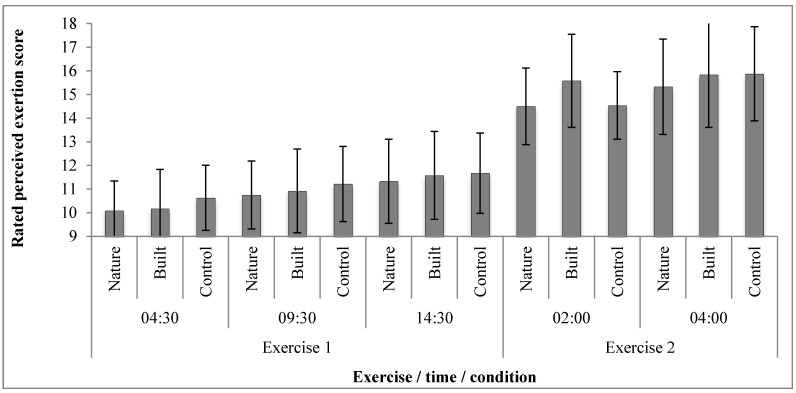 18
17
16
15
14
13
12
11
10
9
Rated perceived exertion score
Nature Built Control Nature Built Control Nature Built Control Nature Built Control Nature Built Control
04:30 09:30 14:30 02:00 04:00
Exercise 1 Exercise 2
Exercise / time / condition